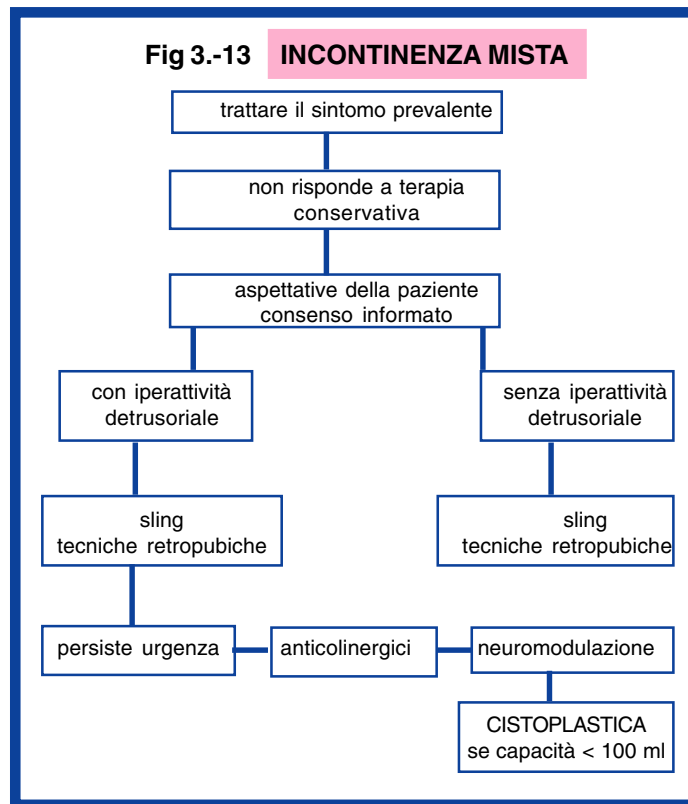 Fig 3.-13 INCONTINENZA MISTA
trattare il sintomo prevalente
non risponde a terapia
conservativa
aspettative della paziente
consenso informato
con iperattività
detrusoriale
senza iperattività
detrusoriale
sling
tecniche retropubiche
sling
tecniche retropubiche
persiste urgenza
anticolinergici
neuromodulazione
CISTOPLASTICA
se capacità < 100 ml